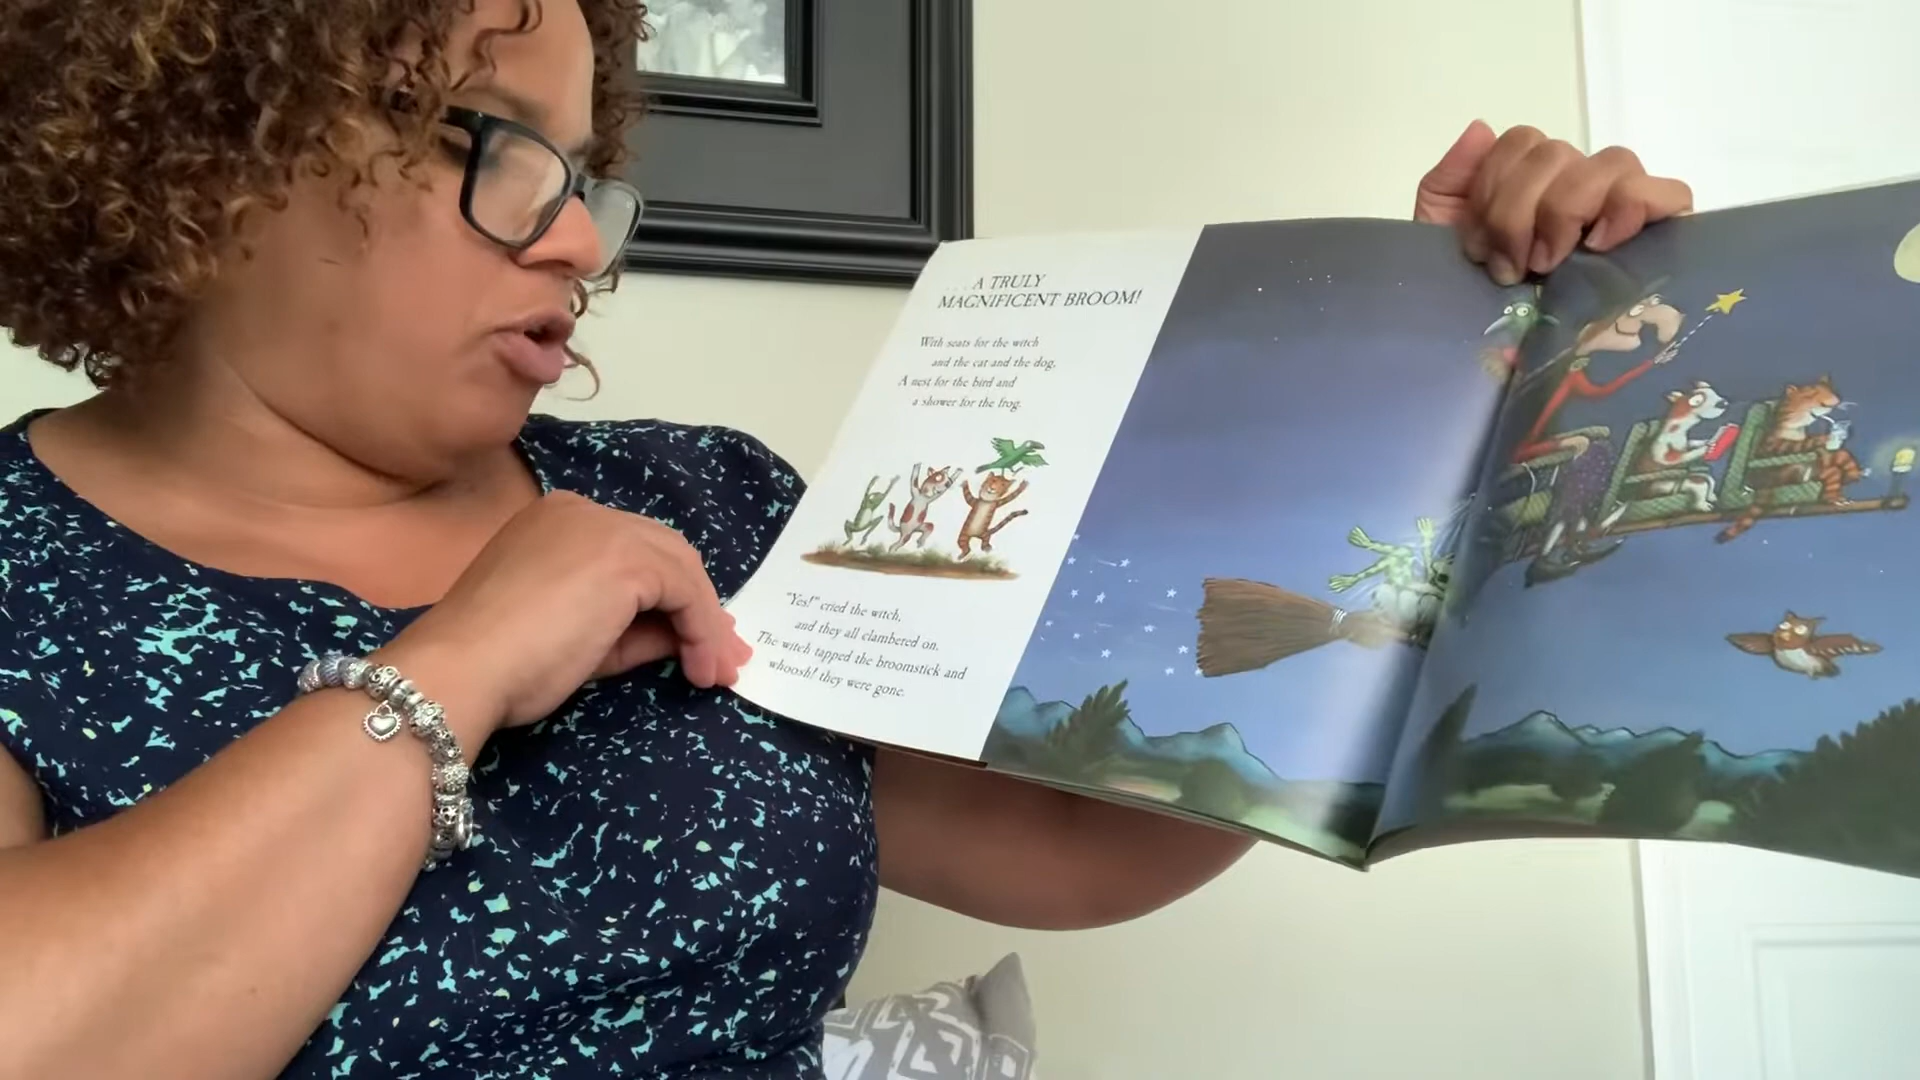 ...A TRULY
MAGNIFICENT BROOM!
With seats for the witch
and the cat and the dog,
A nest for the bird and
a shower for the frog.
"Yes!" cried the witch,
and they all clambered on.
The witch tapped the broomstick and
whoosh! they were gone.